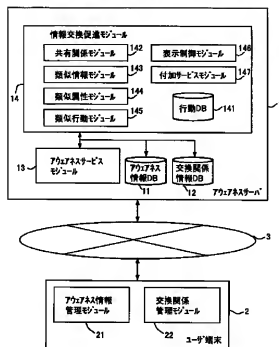 情報交換促進モジュール
共有関係モジュール
142
表示制御モジュール
146
類似情報モジュール
143
付加サービスモジュール
147
14
類似属性モジュール
144
類似行動モジュール
145
行動DB
141
13
アウェアネスサービス
モジュール
アウェアネス
情報DB
11
交換関係
情報DB
12
アウェアネスサーバ
3
アウェアネス情報
管理モジュール
交換関係
管理モジュール
2
21
22
ユーザ端末